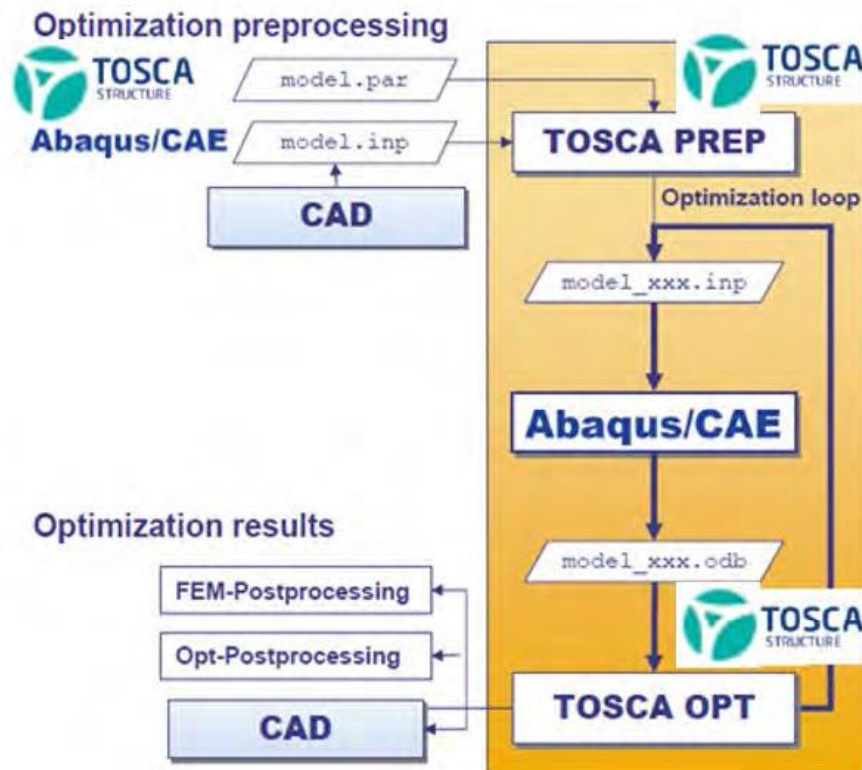 Optimization preprocessing
TOSCA
STRUCTURE
model.par
TOSCA
STRUCTURE
Abaqus/CAE
model.inp
TOSCA PREP
CAD
Optimization loop
model_xxx.inp
Abaqus/CAE
Optimization results
model_xxx.odb
FEM-Postprocessing
TOSCA
STRUCTURE
Opt-Postprocessing
CAD
TOSCA OPT